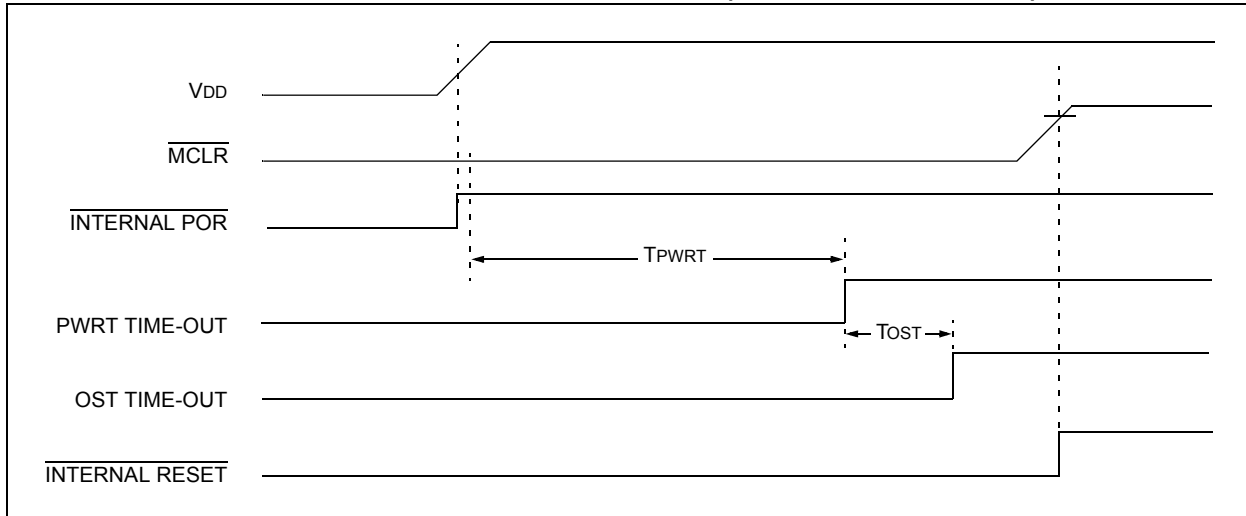 VDD
MCLR
INTERNAL POR
TPWRT
PWRT TIME-OUT
TOST
OST TIME-OUT
INTERNAL RESET